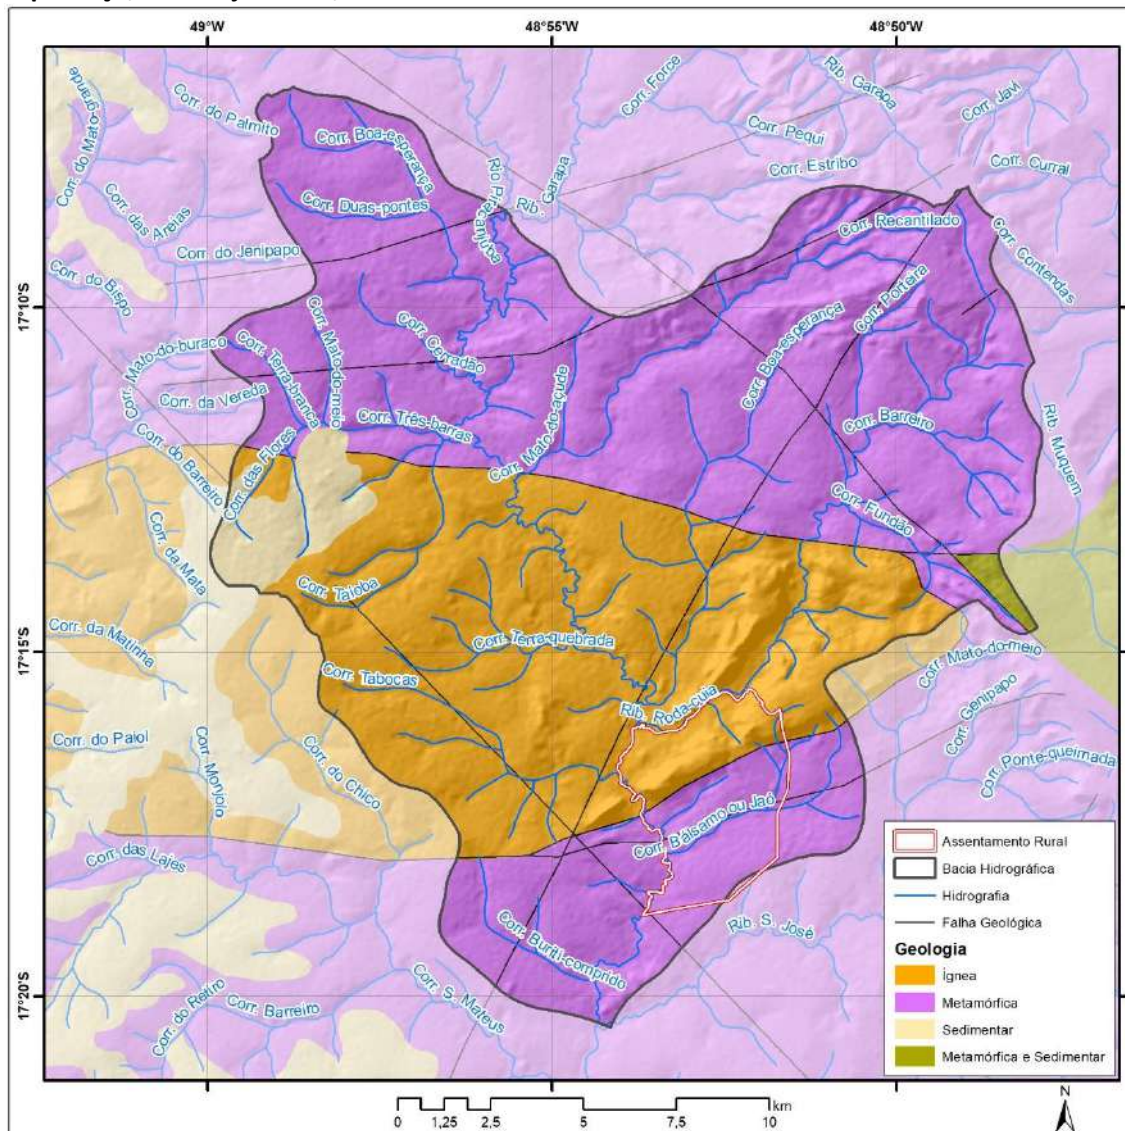 49°W 48°55'W 48°50'W
Corr. do Mato-grande
Corr. do Palmito
Corr. Boa-esperança
Corr. Duas-pontes
Rio Piracanjuba
Rib. Garapa
Corr. Force
Rib. Garapa
Corr. Javi
Corr. Pequi
Corr. Estribo
Corr. Curral
Corr. das Areias
Corr. do Jenipapo
Corr. do Bispo
Corr. Recantilado
Corr. Contendas
Corr. Porteira
17°10'S
Corr. Mato-do-buraco
Corr. Terra-branca
Corr. Mato-do-meio
Corr. Cerradão
Corr. Boa-esperança
Corr. da Vereda
Corr. Três-barras
Corr. Mato-do-açude
Corr. Barreiro
Rib. Muquem
Corr. do Barreiro
Corr. das Flores
Corr. Fundão
Corr. da Mata
Corr. Taioba
Corr. da Matinha
Corr. Terra-quebrada
17°15'S
Corr. Tabocas
Corr. Mato-do-meio
Rib. Roda-cuia
Corr. Genipapo
Corr. do Paiol
Corr. Monjolo
Corr. do Chico
Corr. Ponte-queimada
Corr. Bálsamo ou Jaó
Corr. das Lajes
Rib. S. José
Corr. Buriti-comprido
17°20'S
Corr. do Retiro
Corr. Barreiro
Corr. S. Mateus
Assentamento Rural
Bacia Hidrográfica
Hidrografia
Falha Geológica
Geologia
Ígnea
Metamórfica
Sedimentar
Metamórfica e Sedimentar
km
0 1,25 2,5 5 7,5 10
N